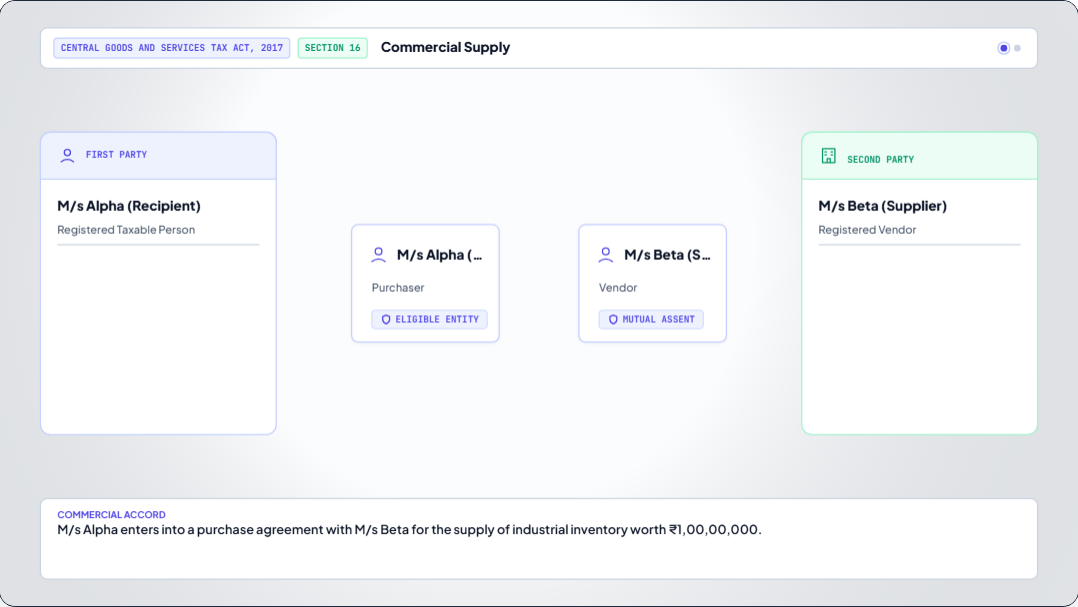 CENTRAL GOODS AND SERVICES TAX ACT, 2017 SECTION 16 Commercial Supply
FIRST PARTY
M/s Alpha (Recipient)
Registered Taxable Person
M/s Alpha (...
Purchaser
ELIGIBLE ENTITY
M/s Beta (S...
Vendor
MUTUAL ASSENT
SECOND PARTY
M/s Beta (Supplier)
Registered Vendor
COMMERCIAL ACCORD
M/s Alpha enters into a purchase agreement with M/s Beta for the supply of industrial inventory worth ₹1,00,00,000.